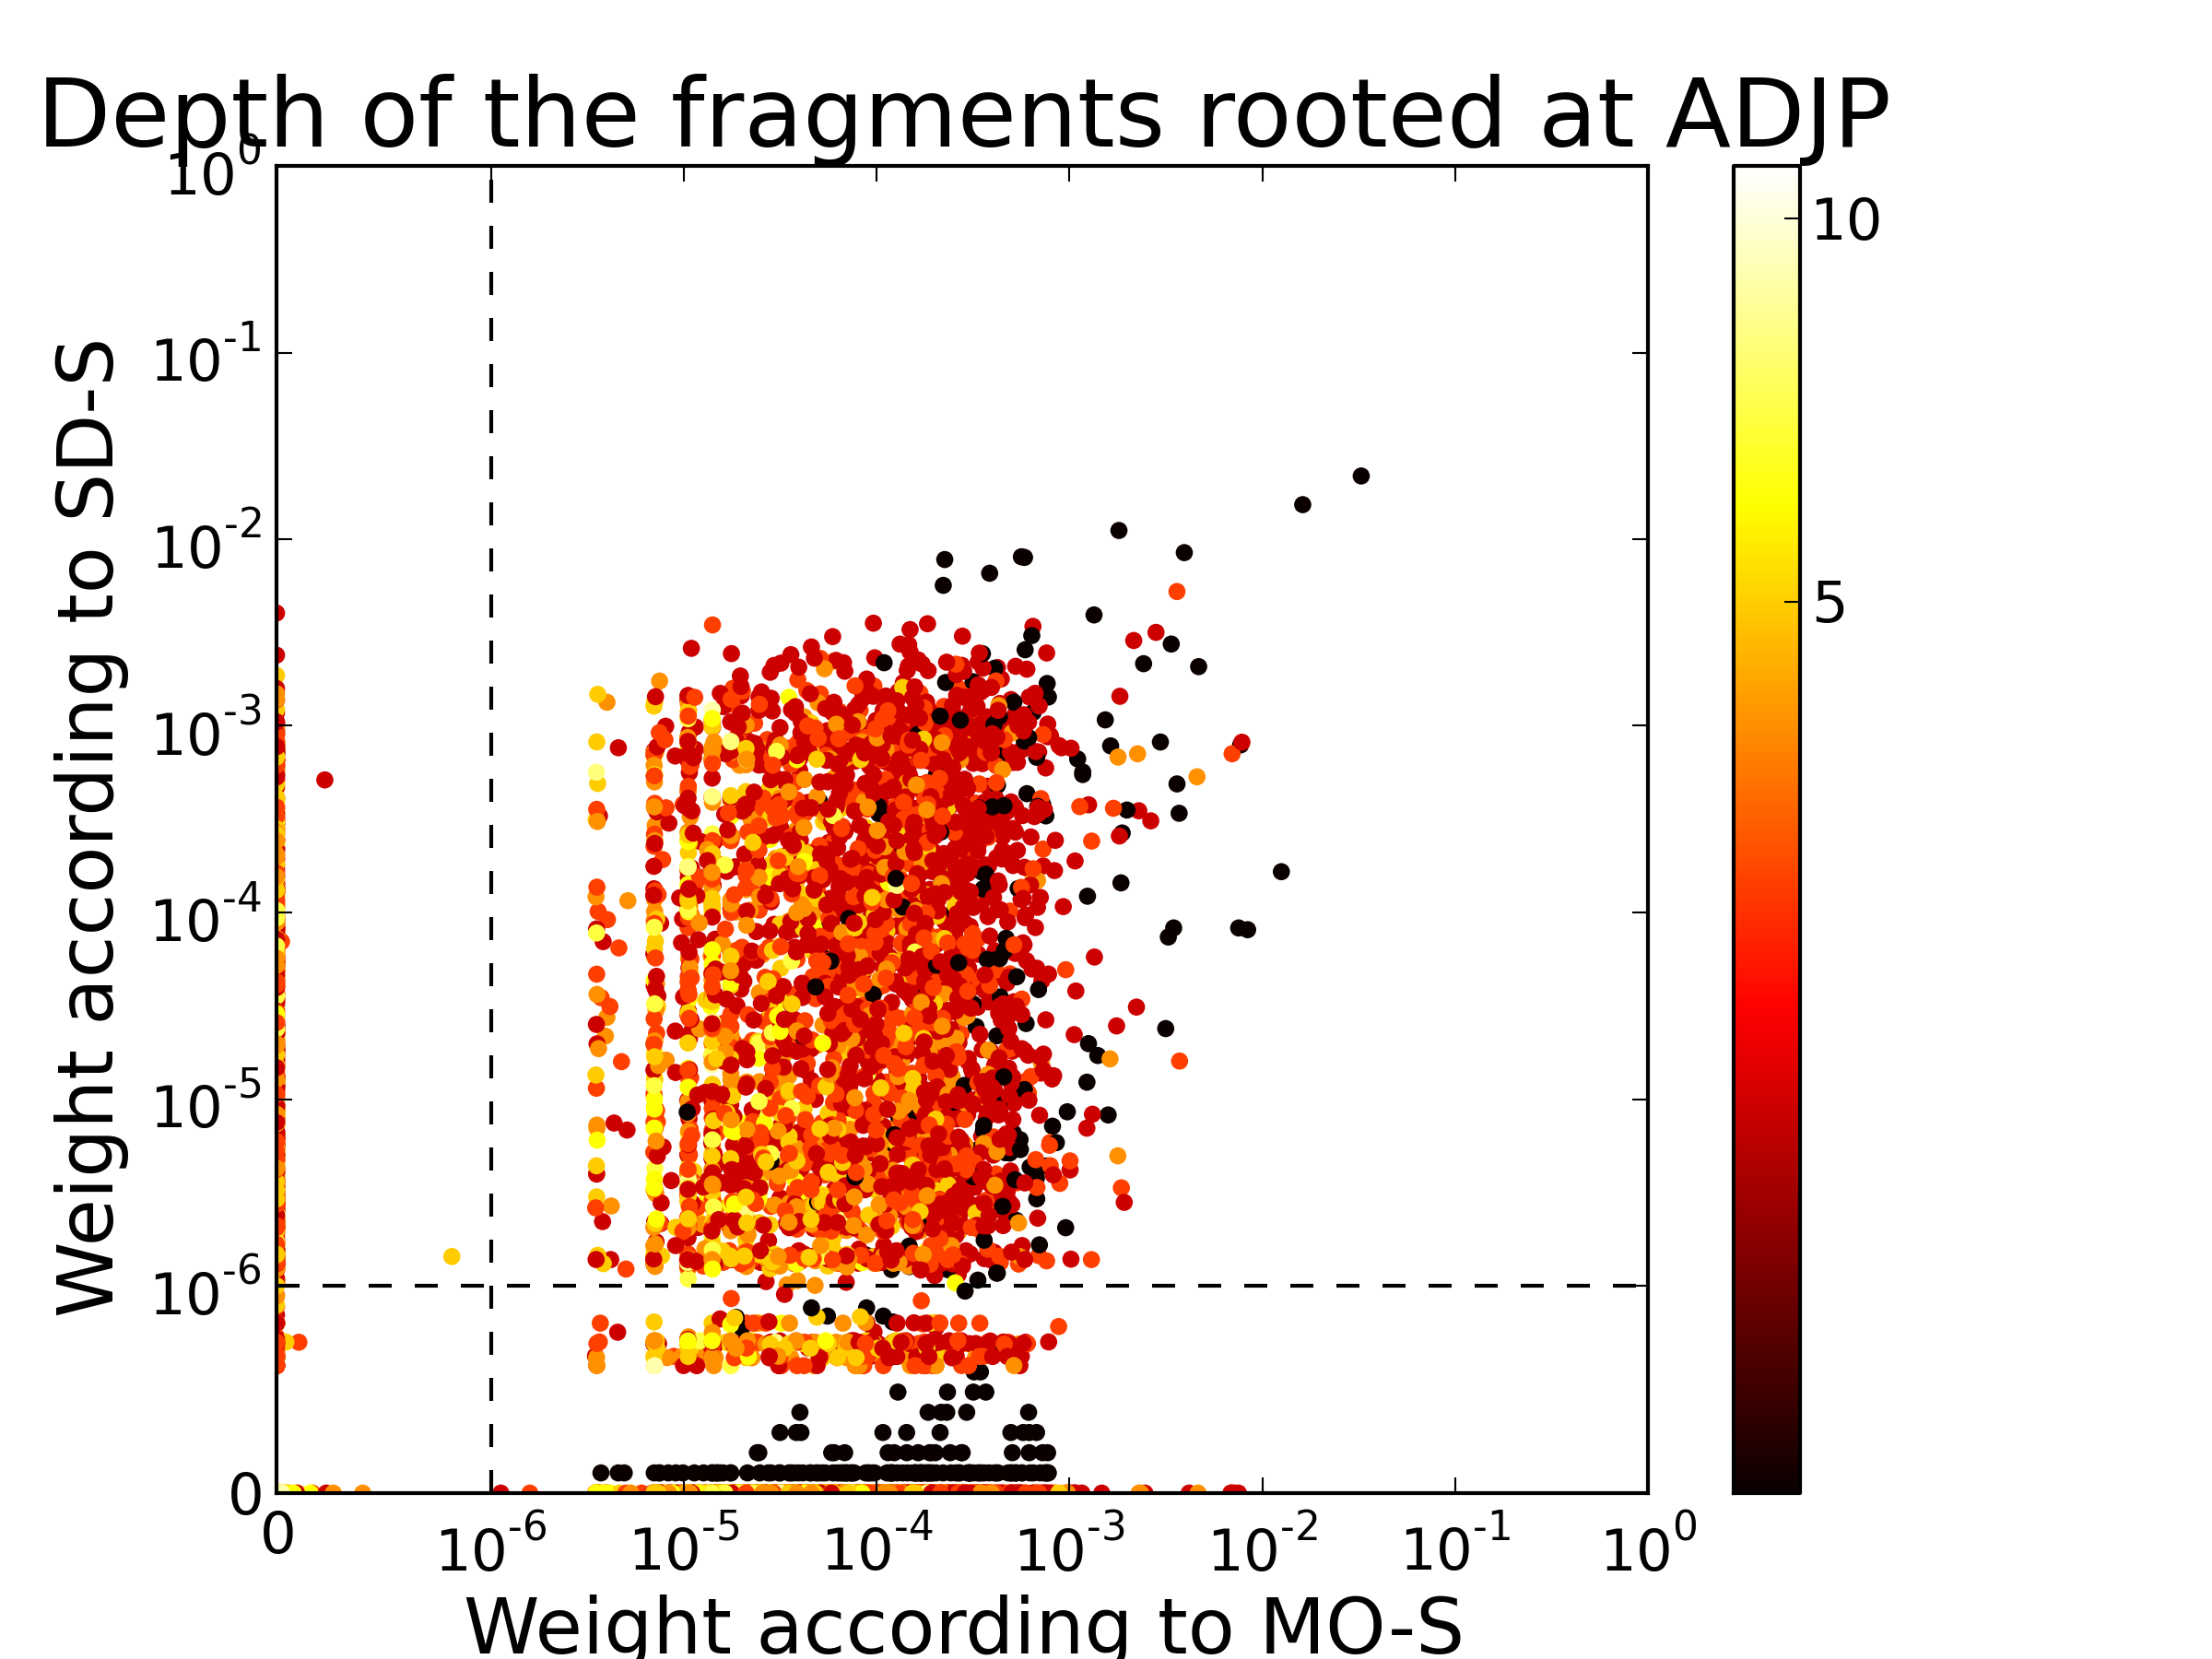 Depth of the fragments rooted at ADJP
10^0
10^-1
10^-2
10^-3
10^-4
10^-5
10^-6
0
Weight according to SD-S
0 10^-6 10^-5 10^-4 10^-3 10^-2 10^-1 10^0
Weight according to MO-S
10
5